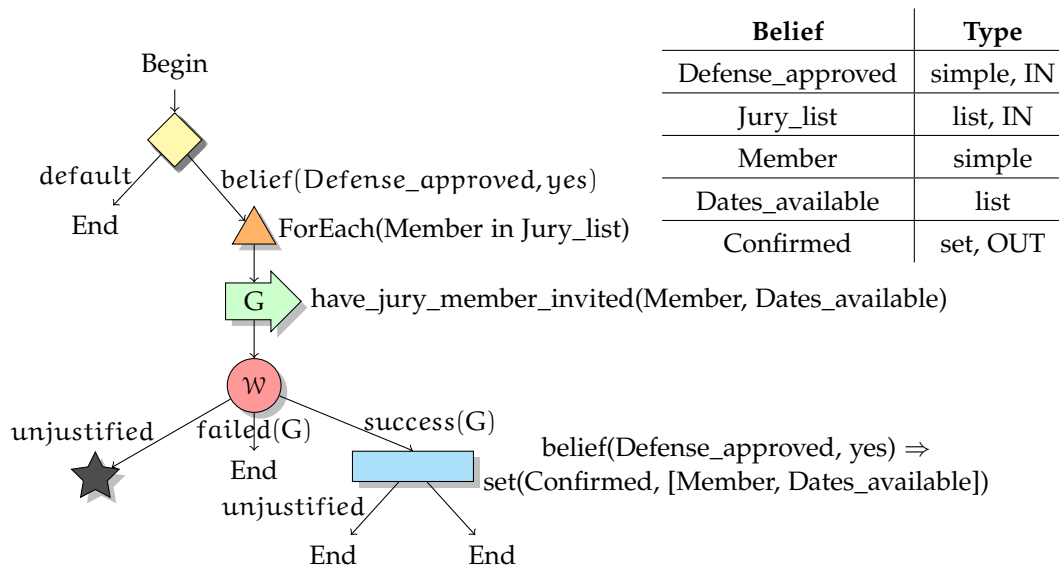 Begin
default
belief(Defense_approved, yes)
End
ForEach(Member in Jury_list)
G
have_jury_member_invited(Member, Dates_available)
W
unjustified
failed(G)
success(G)
End
belief(Defense_approved, yes) ⇒
set(Confirmed, [Member, Dates_available])
unjustified
End
End
Belief Type
Defense_approved simple, IN
Jury_list list, IN
Member simple
Dates_available list
Confirmed set, OUT